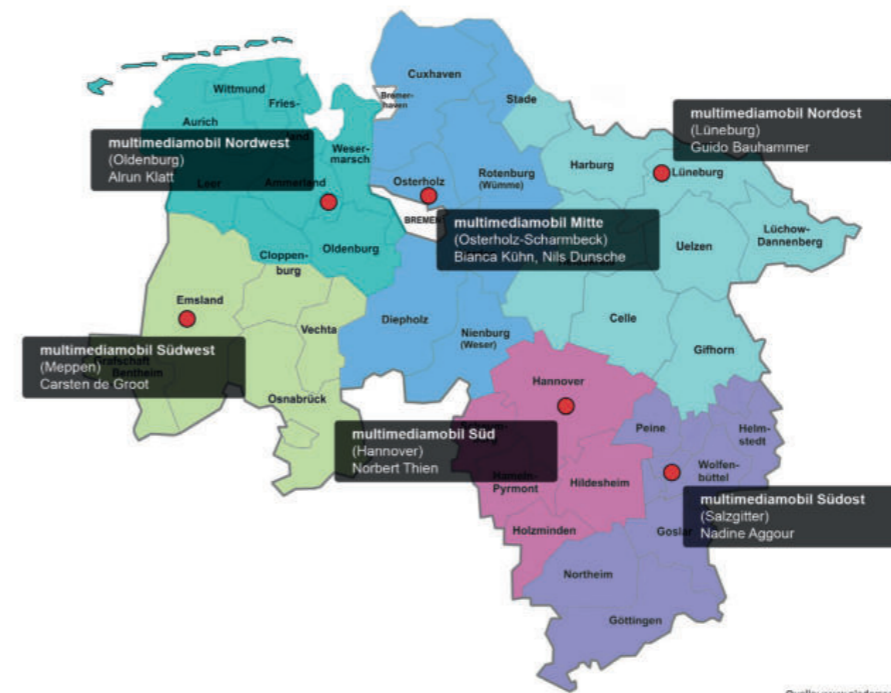 Cuxhaven
Wittmund
Fries-
land
Bremer-
haven
Stade
Aurich
multimediamobil Nordost
(Lüneburg)
Guido Bauhammer
multimediamobil Nordwest
(Oldenburg)
Alrun Klatt
Weser-
marsch
Harburg
Lüneburg
Rotenburg
(Wümme)
Osterholz
Leer
Ammerland
BREMEN
multimediamobil Mitte
(Osterholz-Scharmbeck)
Bianca Kühn, Nils Dunsche
Lüchow-
Dannenberg
Uelzen
Oldenburg
Cloppen-
burg
Emsland
Vechta
Diepholz
Celle
Nienburg
(Weser)
Gifhorn
multimediamobil Südwest
(Meppen)
Carsten de Groot
Grafschaft
Bentheim
Hannover
Osnabrück
multimediamobil Süd
(Hannover)
Norbert Thien
Peine
Helm-
stedt
Wolfen-
büttel
Hameln-
Pyrmont
Hildesheim
multimediamobil Südost
(Salzgitter)
Nadine Aggour
Holzminden
Goslar
Northeim
Göttingen